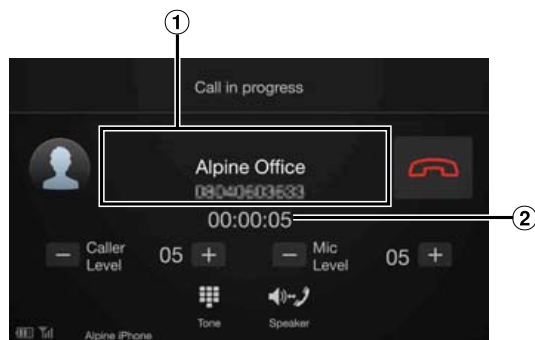 1
Call in progress
Alpine Office
08040603633
00:00:05
2
− Caller Level 05 + − Mic Level 05 +
Tone Speaker
Alpine iPhone